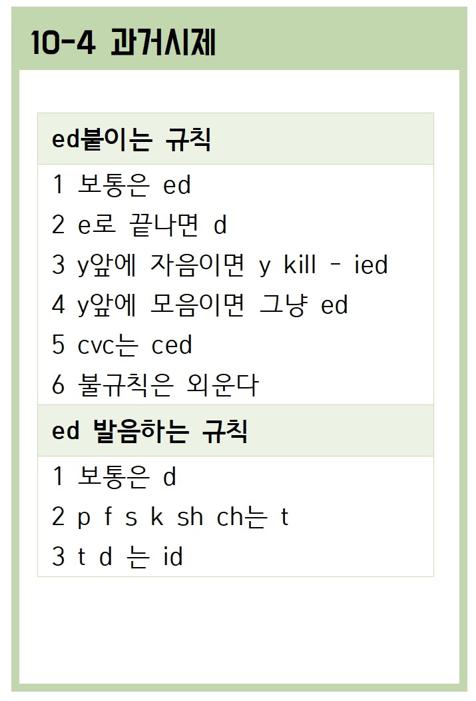 10-4 과거시제
ed붙이는 규칙
1 보통은 ed
2 e로 끝나면 d
3 y앞에 자음이면 y kill - ied
4 y앞에 모음이면 그냥 ed
5 cvc는 ced
6 불규칙은 외운다
ed 발음하는 규칙
1 보통은 d
2 p f s k sh ch는 t
3 t d 는 id